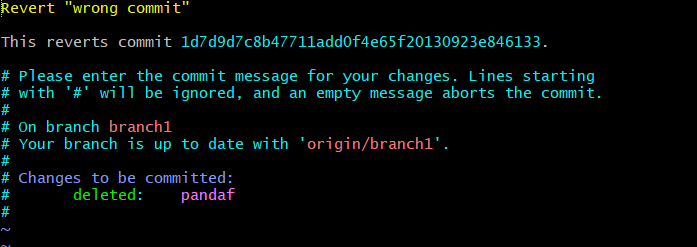 Revert "wrong commit"
This reverts commit 1d7d9d7c8b47711add0f4e65f20130923e846133.
# Please enter the commit message for your changes. Lines starting
# with '#' will be ignored, and an empty message aborts the commit.
#
# On branch branch1
# Your branch is up to date with 'origin/branch1'.
#
# Changes to be committed:
#       deleted:    pandaf
#
~
~